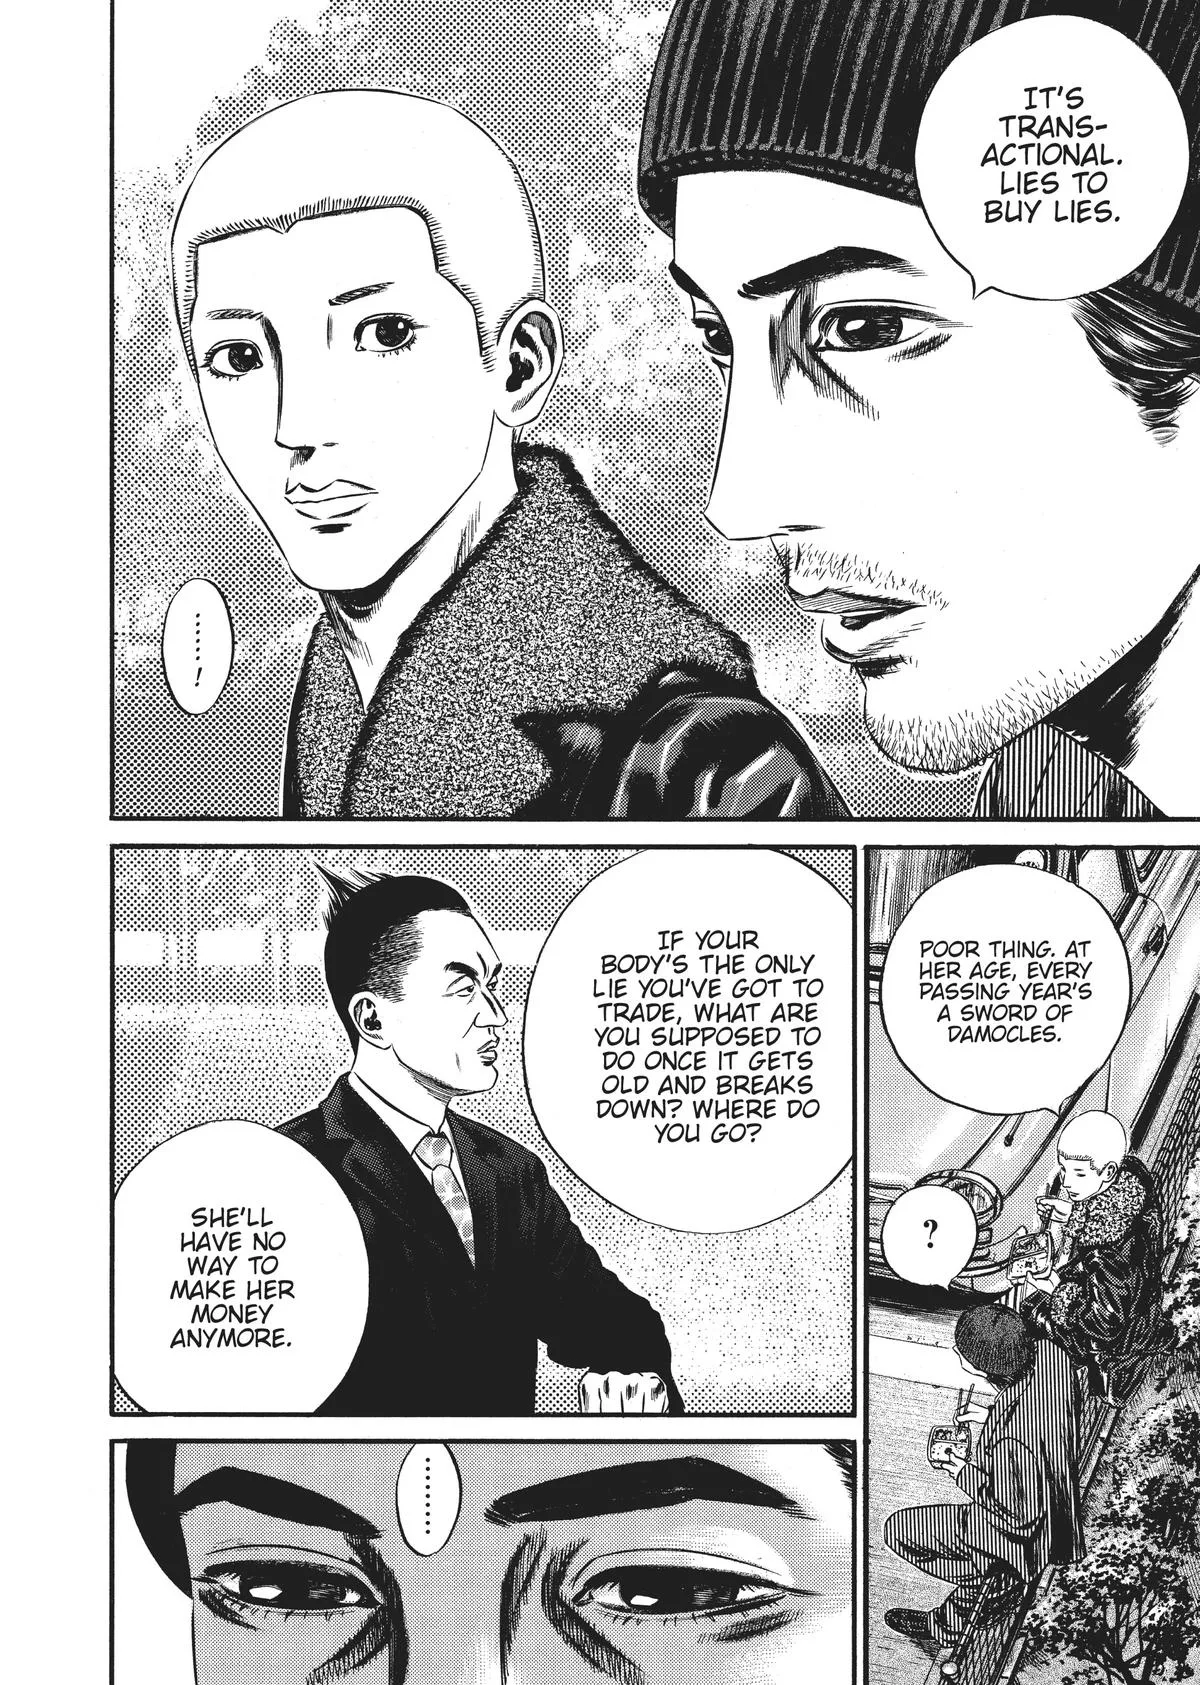 IT'S
TRANS-
ACTIONAL.
LIES TO
BUY LIES.
.......!
POOR THING. AT
HER AGE, EVERY
PASSING YEAR'S
A SWORD OF
DAMOCLES.
?
IF YOUR
BODY'S THE ONLY
LIE YOU'VE GOT TO
TRADE, WHAT ARE
YOU SUPPOSED TO
DO ONCE IT GETS
OLD AND BREAKS
DOWN? WHERE DO
YOU GO?
SHE'LL
HAVE NO
WAY TO
MAKE HER
MONEY
ANYMORE.
.........